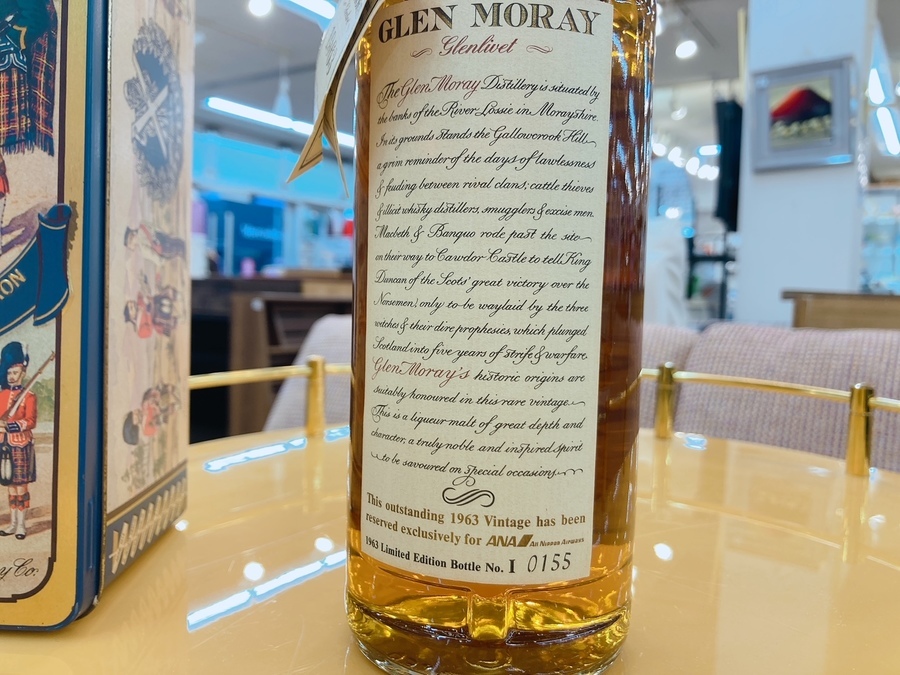 GLEN MORAY
Glenlivet
The Glen Moray Distillery is situated by
the banks of the River Lossie in Morayshire.
In its grounds stands the Gallowcrook Hill
a grim reminder of the days of lawlessness
& feuding between rival clans; cattle thieves
& illicit whisky distillers, smugglers & excise men.
Macbeth & Banquo rode past the site
on their way to Cawdor Castle to tell King
Duncan of the Scots' great victory over the
Norsemen, only to be waylaid by the three
witches & their dire prophesies, which plunged
Scotland into five years of strife & warfare.
Glen Moray's historic origins are
suitably honoured in this rare vintage.
This is a liqueur malt of great depth and
character, a truly noble and inspired spirit
to be savoured on special occasions
This outstanding 1963 Vintage has been
reserved exclusively for ANA All Nippon Airways
1963 Limited Edition Bottle No. I 0155
ON
y Co.